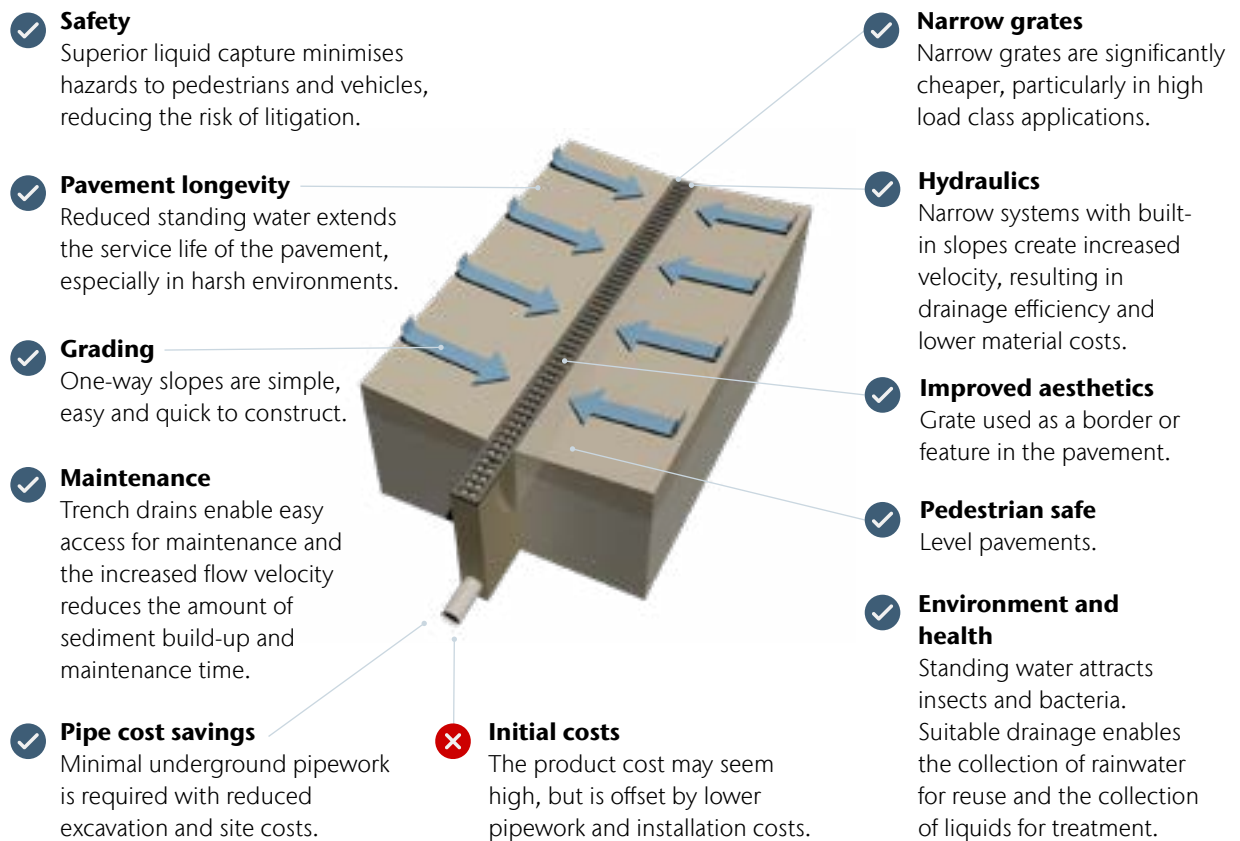 Safety
Superior liquid capture minimises
hazards to pedestrians and vehicles,
reducing the risk of litigation.
Pavement longevity
Reduced standing water extends
the service life of the pavement,
especially in harsh environments.
Grading
One-way slopes are simple,
easy and quick to construct.
Maintenance
Trench drains enable easy
access for maintenance and
the increased flow velocity
reduces the amount of
sediment build-up and
maintenance time.
Pipe cost savings
Minimal underground pipework
is required with reduced
excavation and site costs.
Initial costs
The product cost may seem
high, but is offset by lower
pipework and installation costs.
Narrow grates
Narrow grates are significantly
cheaper, particularly in high
load class applications.
Hydraulics
Narrow systems with built-
in slopes create increased
velocity, resulting in
drainage efficiency and
lower material costs.
Improved aesthetics
Grate used as a border or
feature in the pavement.
Pedestrian safe
Level pavements.
Environment and
health
Standing water attracts
insects and bacteria.
Suitable drainage enables
the collection of rainwater
for reuse and the collection
of liquids for treatment.